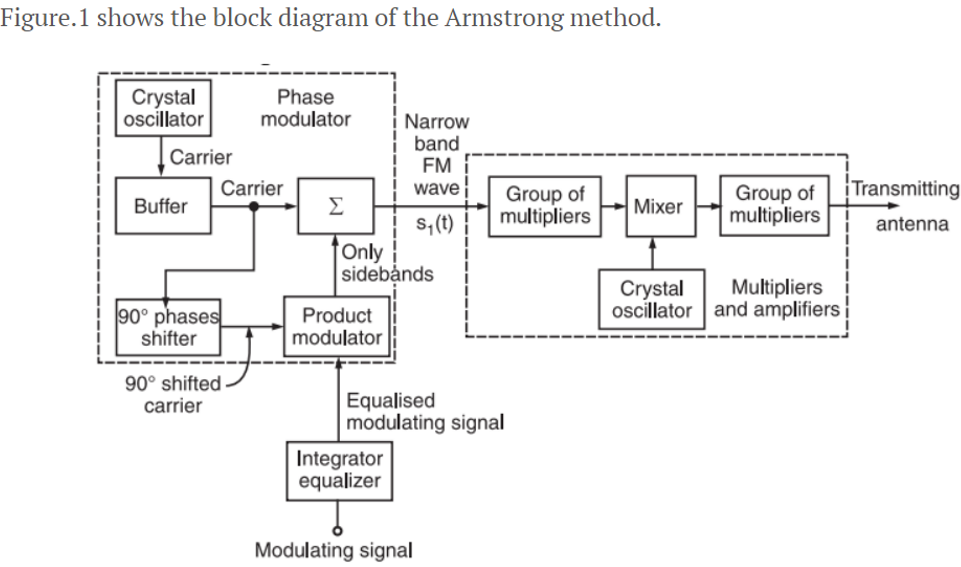 Figure.1 shows the block diagram of the Armstrong method.
Crystal
oscillator
Phase
modulator
Carrier
Buffer
Carrier
Σ
Narrow
band
FM
wave
s₁(t)
Only
sidebands
90° phases
shifter
Product
modulator
90° shifted
carrier
Equalised
modulating signal
Integrator
equalizer
Modulating signal
Group of
multipliers
Mixer
Group of
multipliers
Crystal
oscillator
Multipliers
and amplifiers
Transmitting
antenna